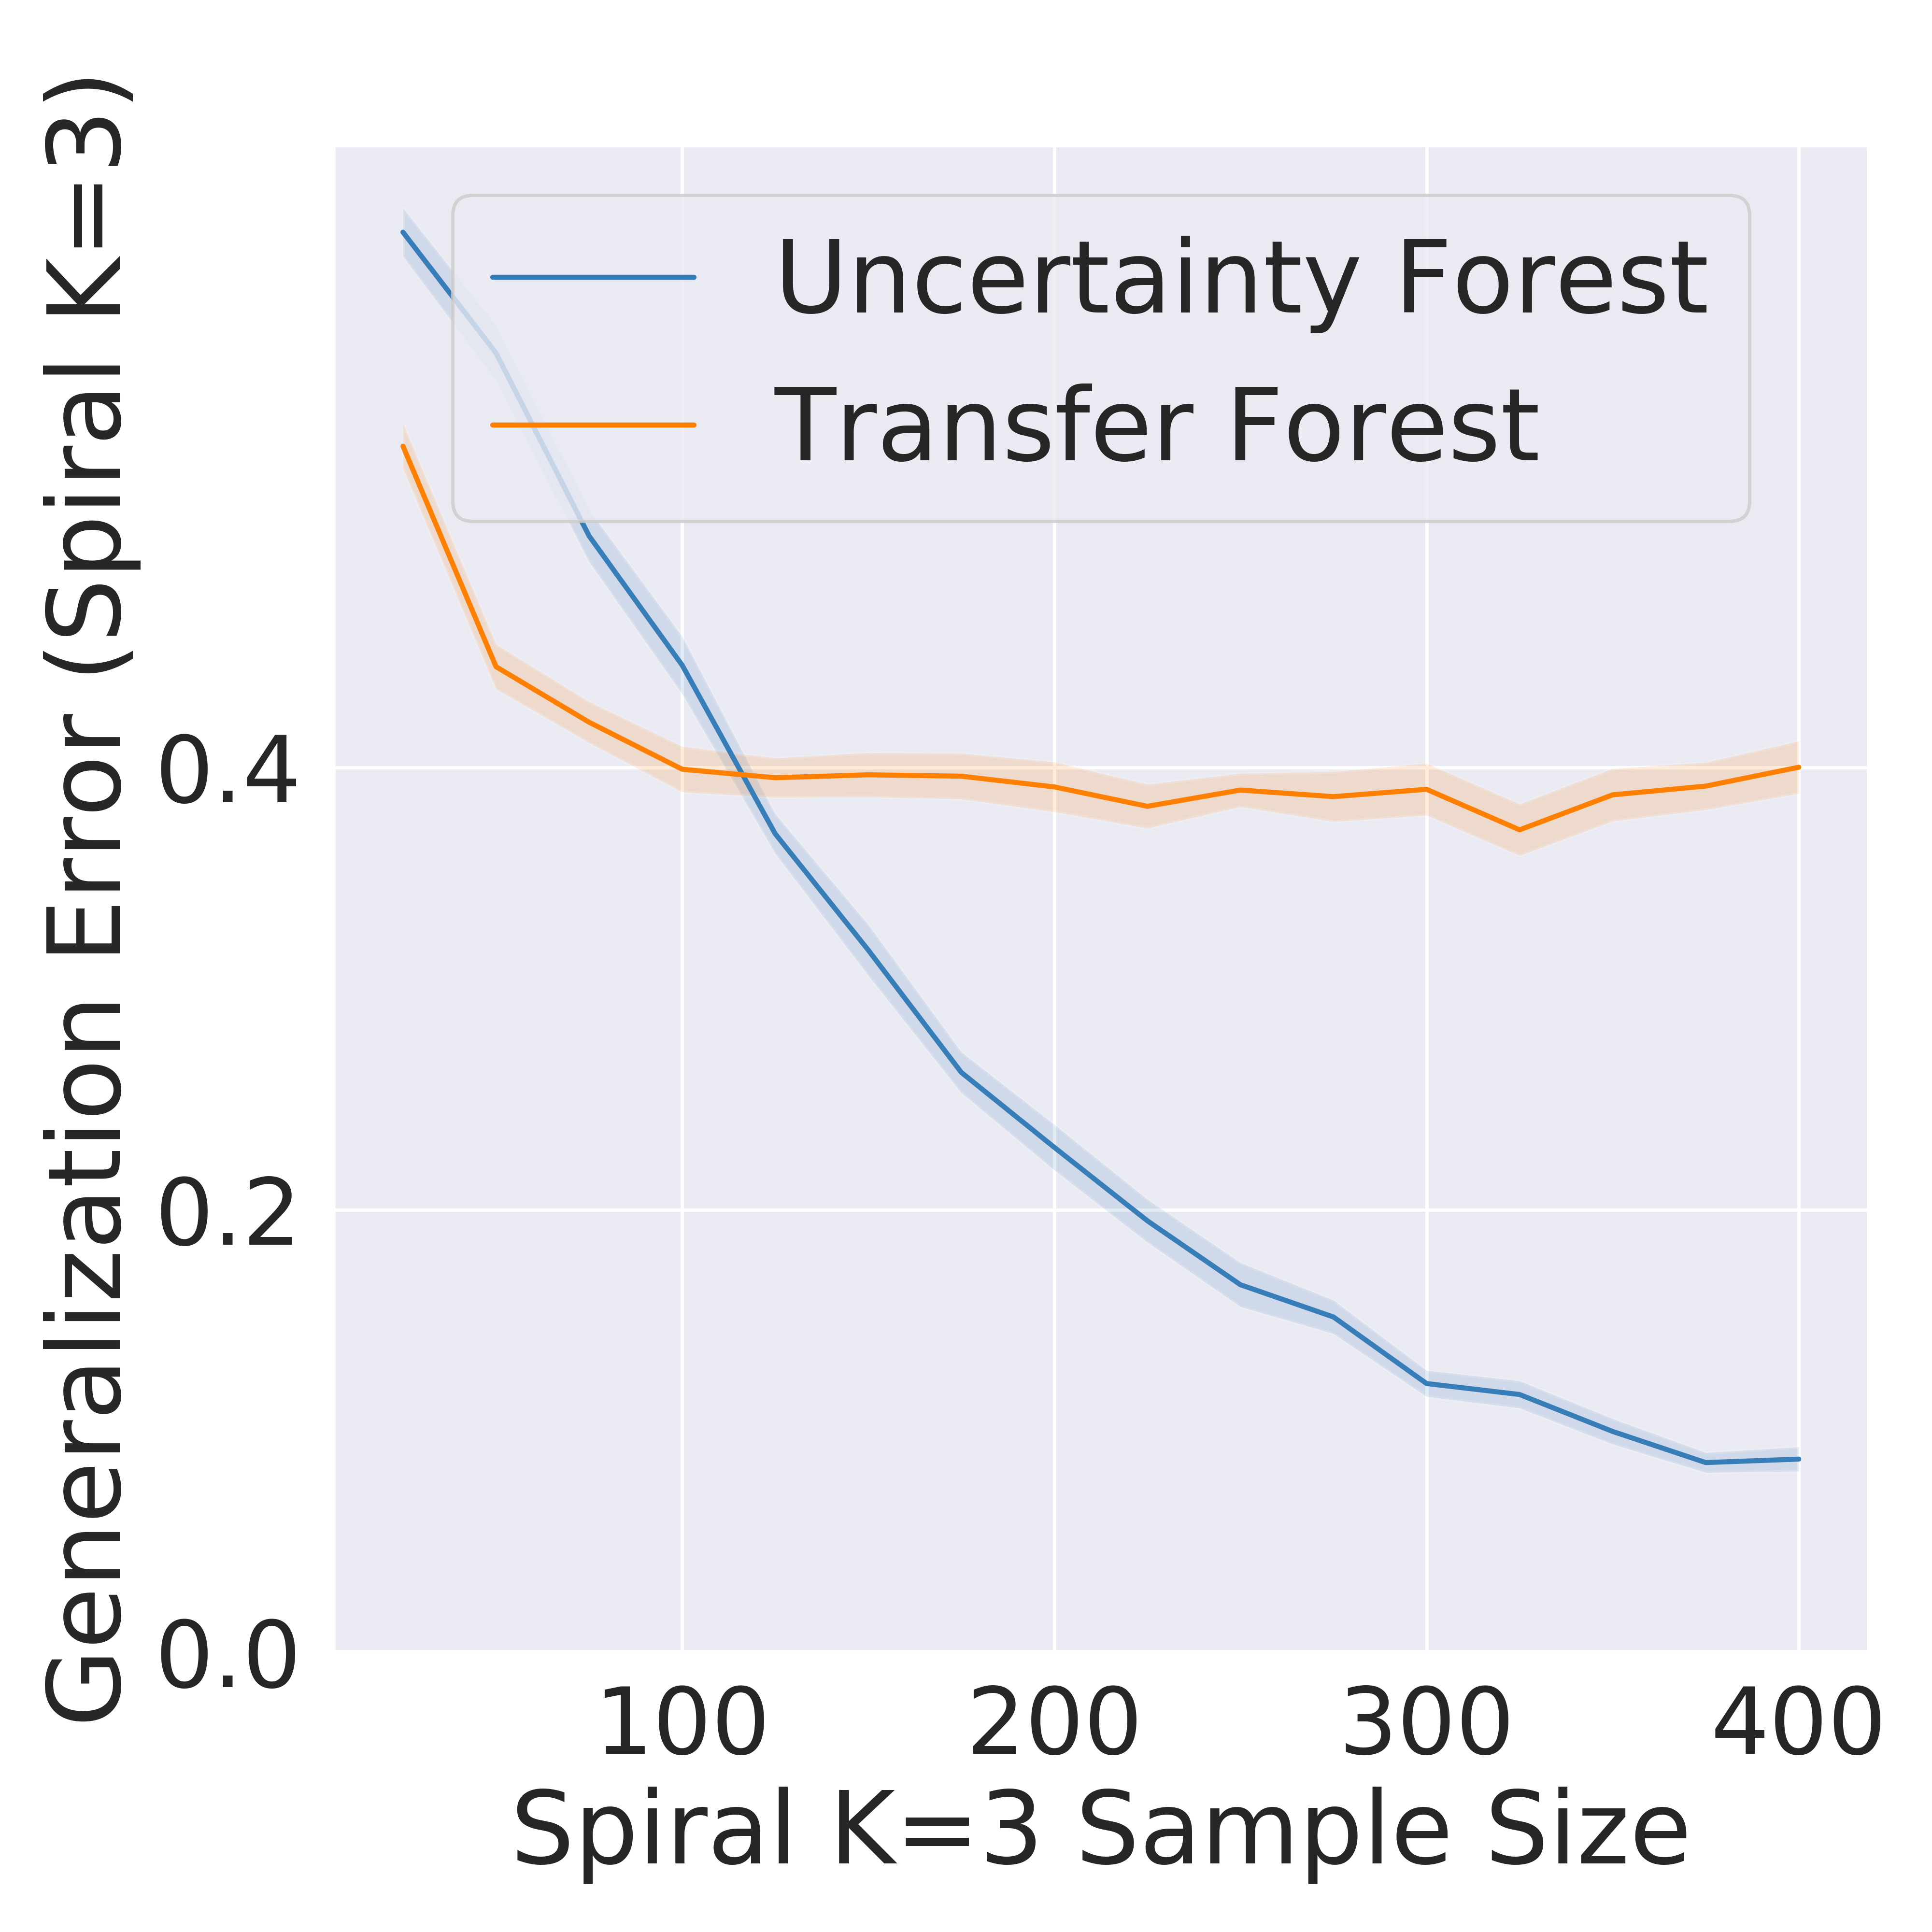 Generalization Error (Spiral K=3)
Uncertainty Forest
Transfer Forest
0.4
0.2
0.0
100
200
300
400
Spiral K=3 Sample Size